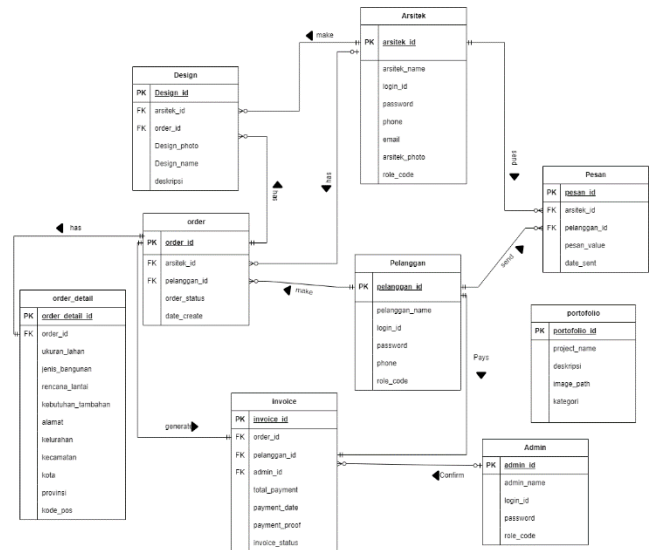 Arsitek
PK arsitek_id
arsitek_name
login_id
password
phone
email
arsitek_photo
role_code
make
Design
PK Design_id
FK arsitek_id
FK order_id
Design_photo
Design_name
deskripsi
has
has
send
Pesan
PK pesan_id
FK arsitek_id
FK pelanggan_id
pesan_value
date_sent
has
order
PK order_id
FK arsitek_id
FK pelanggan_id
order_status
date_create
make
send
Pelanggan
PK pelanggan_id
pelanggan_name
login_id
password
phone
role_code
order_detail
PK order_detail_id
FK order_id
ukuran_lahan
jenis_bangunan
rencana_lantai
kebutuhan_tambahan
alamat
kelurahan
kecamatan
kota
provinsi
kode_pos
portofolio
PK portofolio_id
project_name
deskripsi
image_path
kategori
Pays
generate
Invoice
PK invoice_id
FK order_id
FK pelanggan_id
FK admin_id
total_payment
payment_date
payment_proof
invoice_status
Confirm
Admin
PK admin_id
admin_name
login_id
password
role_code